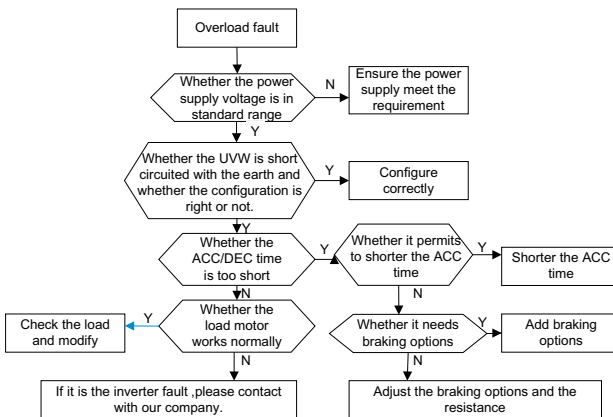 Overload fault
Whether the power
supply voltage is in
standard range
N
Ensure the power
supply meet the
requirement
Y
Whether the UVW is short
circuited with the earth and
whether the configuration is
right or not.
Y
Configure
correctly
Y
Whether the
ACC/DEC time
is too short
Y
Whether it permits
to shorter the ACC
time
Y
Shorter the ACC
time
N
N
Whether the
load motor
works normally
Y
Check the load
and modify
Whether it needs
braking options
Y
Add braking
options
N
N
If it is the inverter fault ,please contact
with our company.
Adjust the braking options and the
resistance